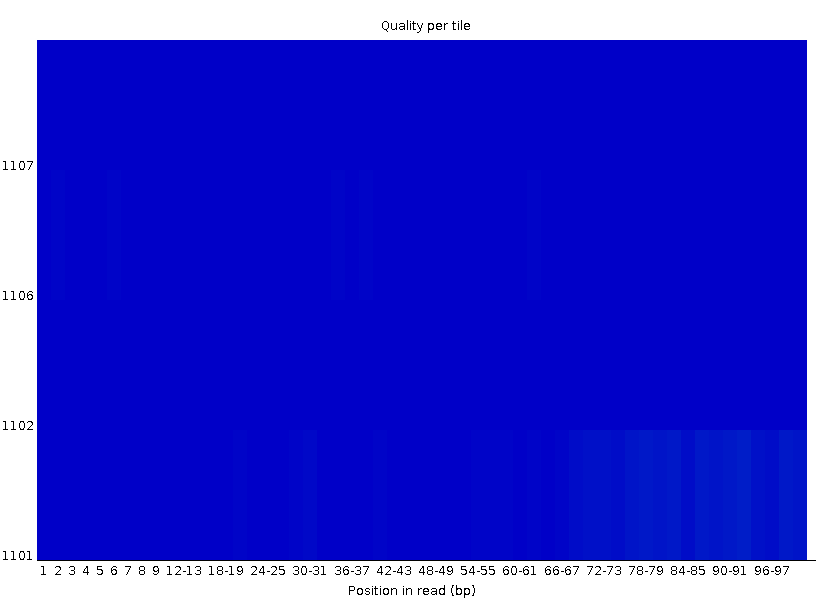 Quality per tile
1107
1106
1102
1101
1 2 3 4 5 6 7 8 9 12-13 18-19 24-25 30-31 36-37 42-43 48-49 54-55 60-61 66-67 72-73 78-79 84-85 90-91 96-97
Position in read (bp)